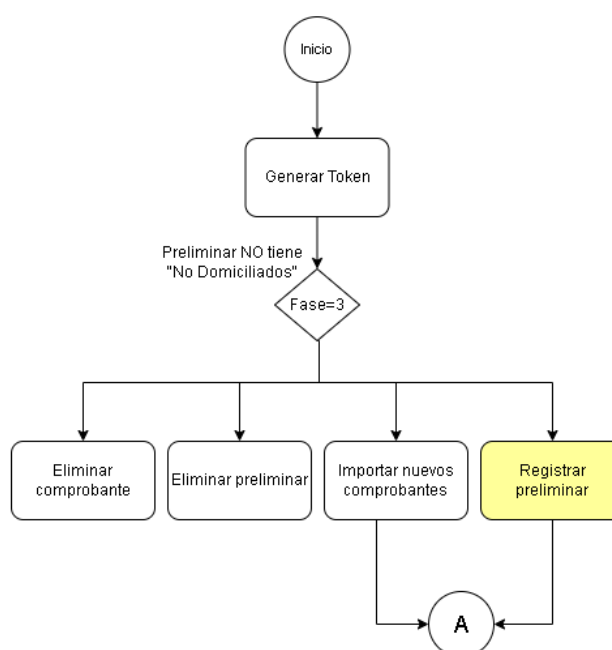 Inicio
Generar Token
Preliminar NO tiene
"No Domiciliados"
Fase=3
Eliminar
comprobante
Eliminar preliminar
Importar nuevos
comprobantes
Registrar
preliminar
A